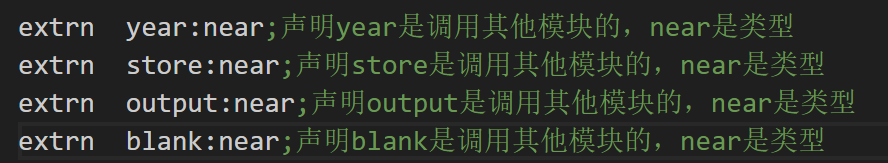 extrn  year:near;声明year是调用其他模块的，near是类型
extrn  store:near;声明store是调用其他模块的，near是类型
extrn  output:near;声明output是调用其他模块的，near是类型
extrn  blank:near;声明blank是调用其他模块的，near是类型